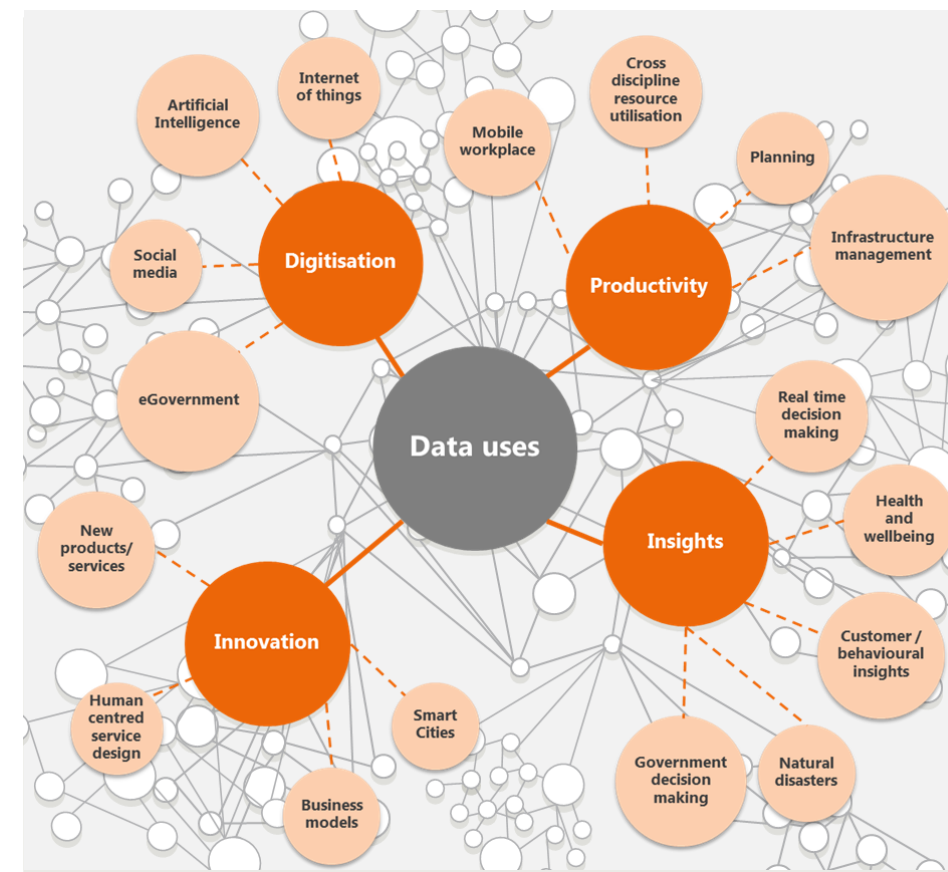 Data uses
Digitisation
Artificial
Intelligence
Internet
of things
Social
media
eGovernment
Productivity
Mobile
workplace
Cross
discipline
resource
utilisation
Planning
Infrastructure
management
Insights
Real time
decision
making
Health
and
wellbeing
Customer /
behavioural
insights
Natural
disasters
Government
decision
making
Innovation
New
products/
services
Human
centred
service
design
Business
models
Smart
Cities